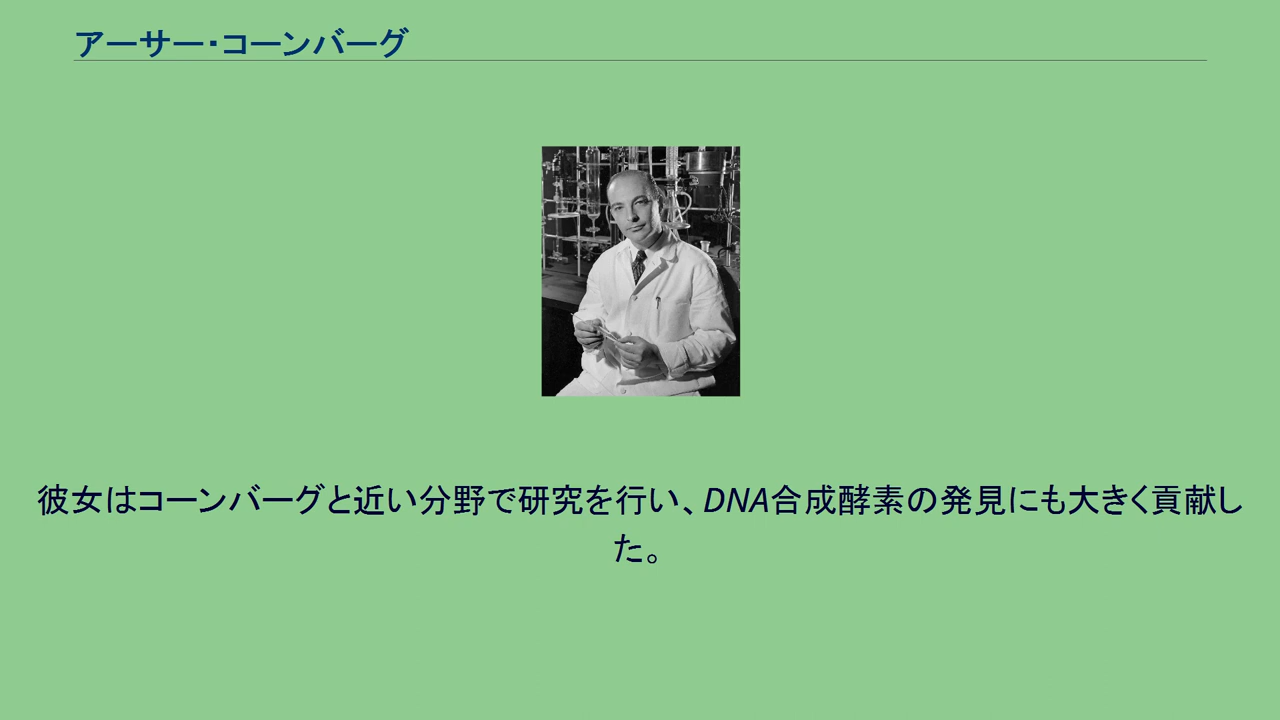 アーサー・コーンバーグ
彼女はコーンバーグと近い分野で研究を行い、DNA合成酵素の発見にも大きく貢献し
た。